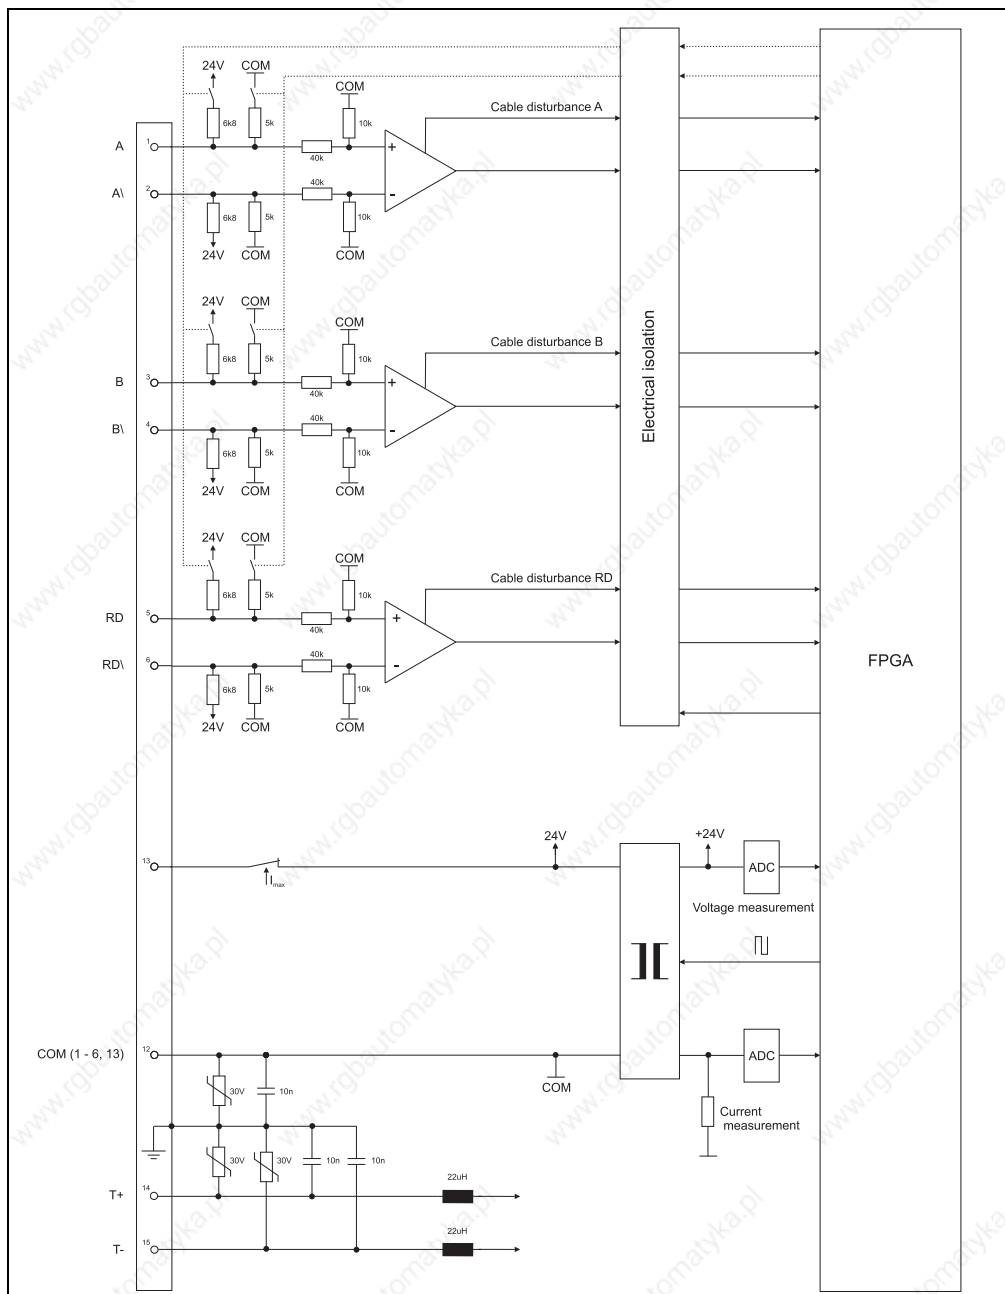 24V
COM
COM
6k8
5k
10k
Cable disturbance A
A
1
+
40k
40k
A\
2
-
6k8
5k
10k
24V
COM
COM
24V
COM
COM
6k8
5k
10k
Cable disturbance B
B
3
+
40k
40k
B\
4
-
6k8
5k
10k
24V
COM
COM
Electrical isolation
24V
COM
COM
6k8
5k
10k
Cable disturbance RD
RD
5
+
40k
40k
RD\
6
-
6k8
5k
10k
24V
COM
COM
FPGA
24V
+24V
13
Imax
ADC
Voltage measurement
COM (1 - 6, 13)
12
COM
ADC
30V
10n
Current
measurement
30V
30V
10n
10n
T+
14
22uH
T-
15
22uH
www.rgbautomatyka.pl